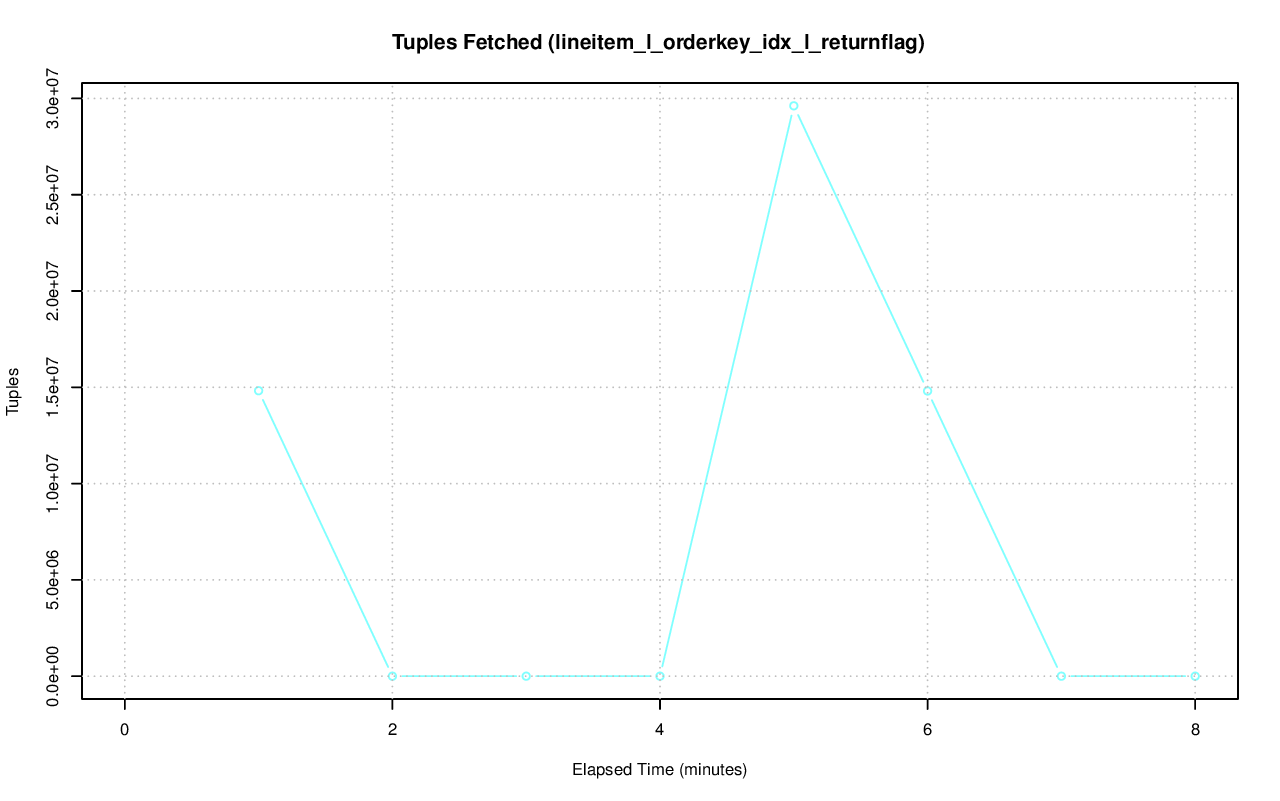 Tuples Fetched (lineitem_l_orderkey_idx_l_returnflag)
3.0e+07
2.5e+07
2.0e+07
1.5e+07
1.0e+07
5.0e+06
0.0e+00
Tuples
0 2 4 6 8
Elapsed Time (minutes)